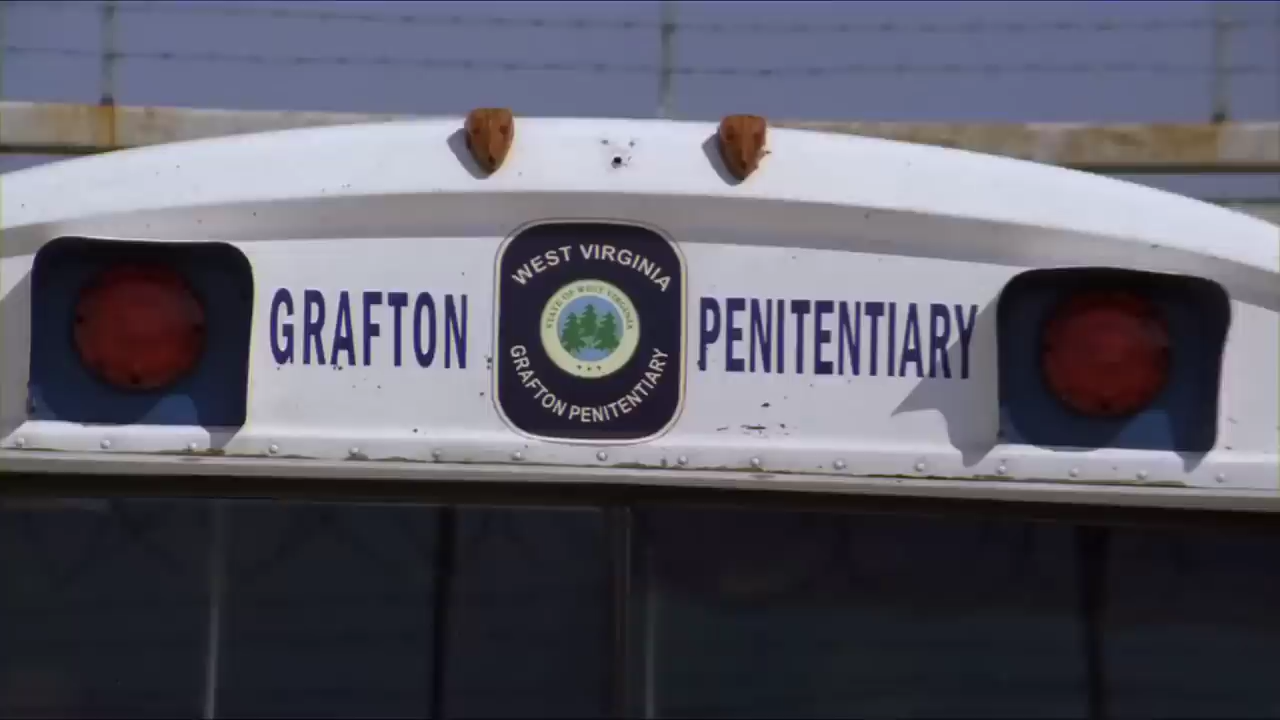 GRAFTON
WEST VIRGINIA
STATE OF WEST VIRGINIA
GRAFTON PENITENTIARY
PENITENTIARY